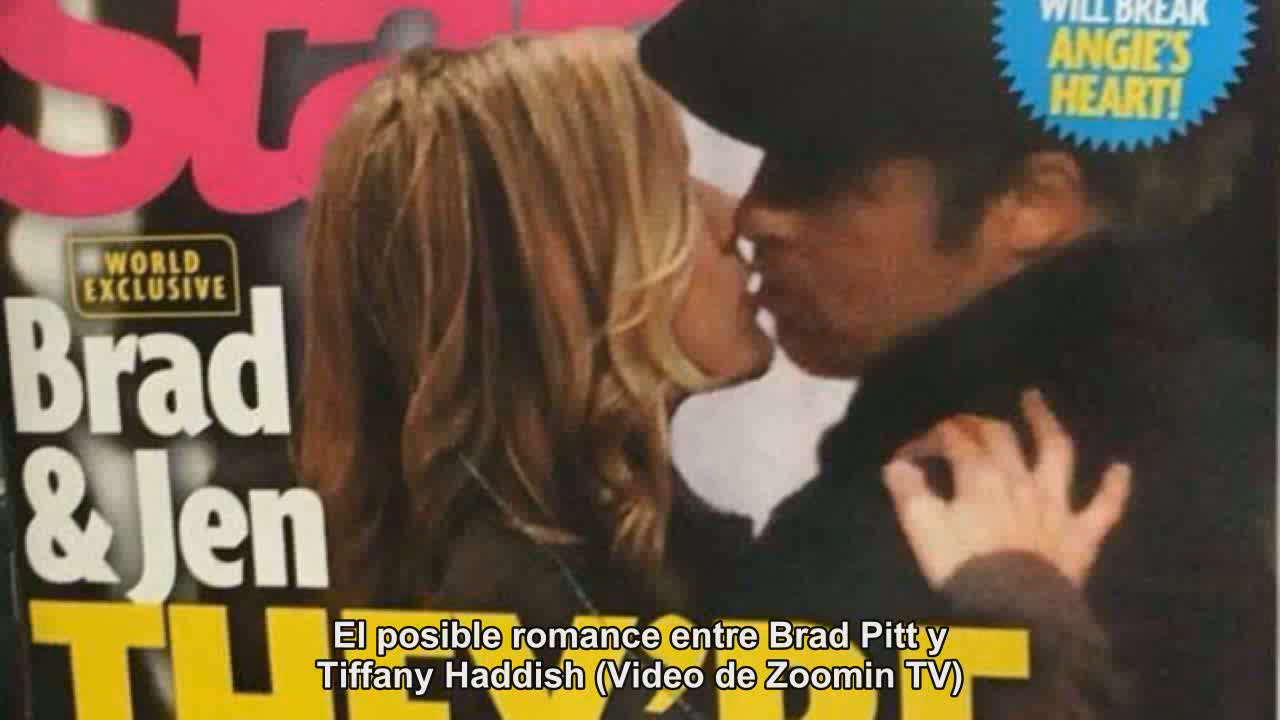 Sta
WILL BREAK
ANGIE'S
HEART!
WORLD
EXCLUSIVE
Brad
& Jen
El posible romance entre Brad Pitt y
Tiffany Haddish (Video de Zoomin TV)